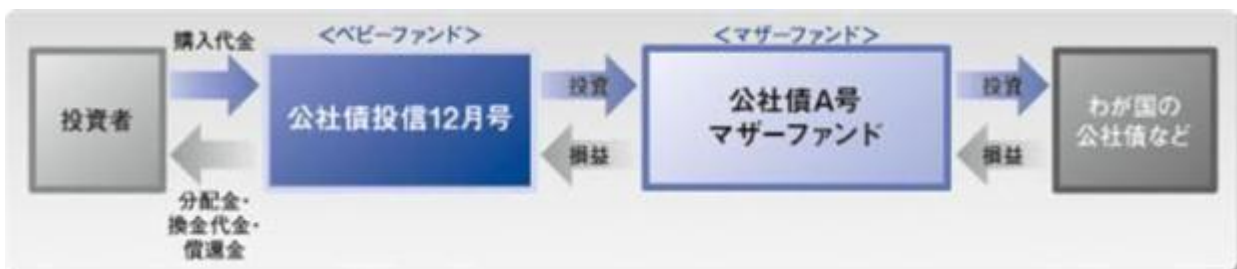 購入代金
<ベビーファンド>
<マザーファンド>
投資者
公社債投信12月号
投資
公社債A号
マザーファンド
投資
わが国の
公社債など
損益
損益
分配金・
換金代金・
償還金